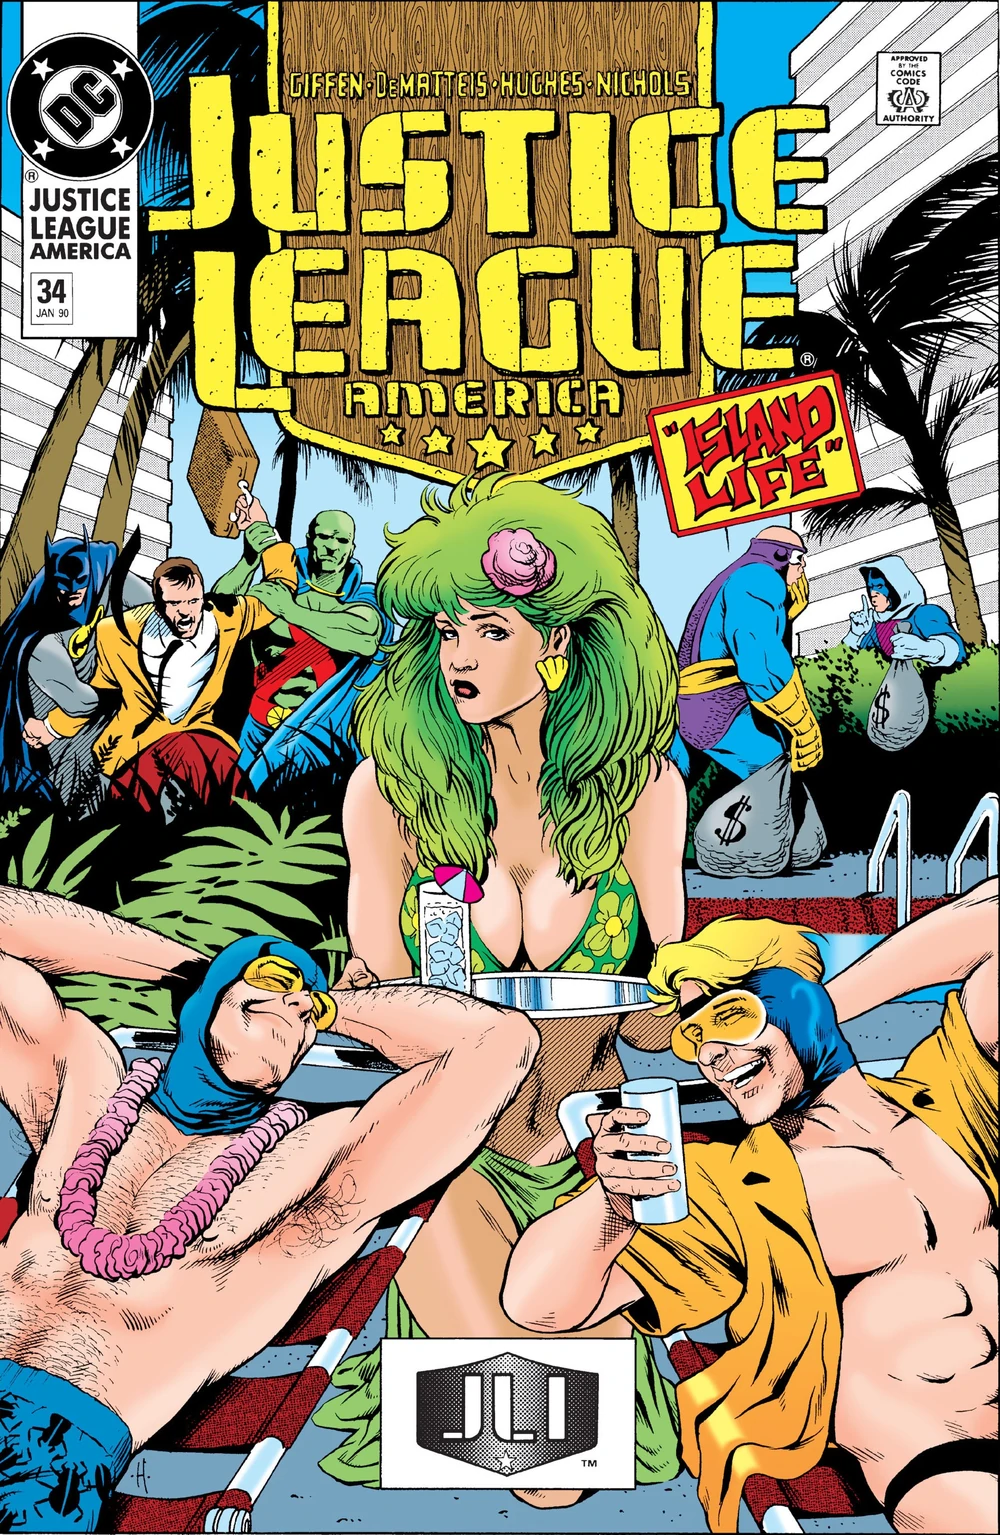 GIFFEN·DEMATTEIS·HUGHES·NICHOLS
JUSTICE
LEAGUE
AMERICA
®
DC
®
JUSTICE
LEAGUE
AMERICA
34
JAN 90
APPROVED
BY THE
COMICS
CODE
CA
AUTHORITY
"ISLAND
LIFE"
$
$
JLI
TM
·H·